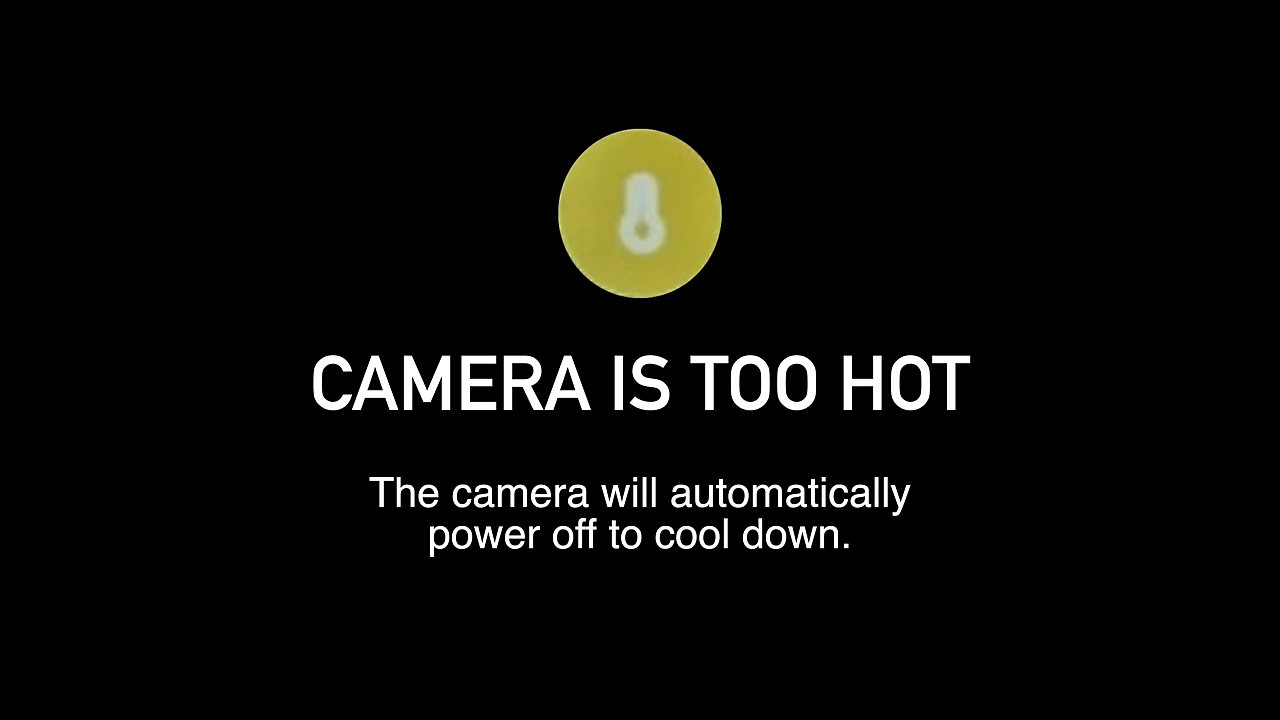 CAMERA IS TOO HOT
The camera will automatically
power off to cool down.